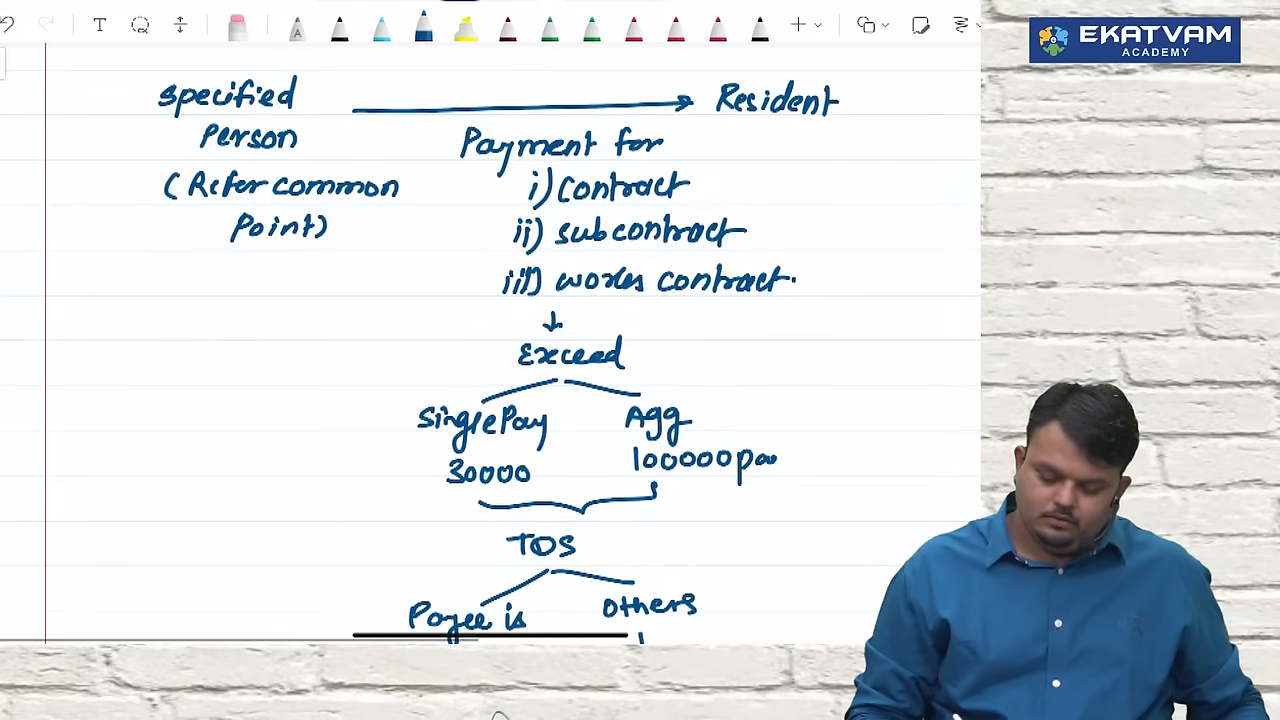 EKATVAM
ACADEMY
Specified
Person
(Refer common
Point)
Resident
Payment for
i) Contract
ii) subcontract
iii) works contract.
Exceed
Single Pay
Agg
30000
100000 paa
TDS
Payee is
others